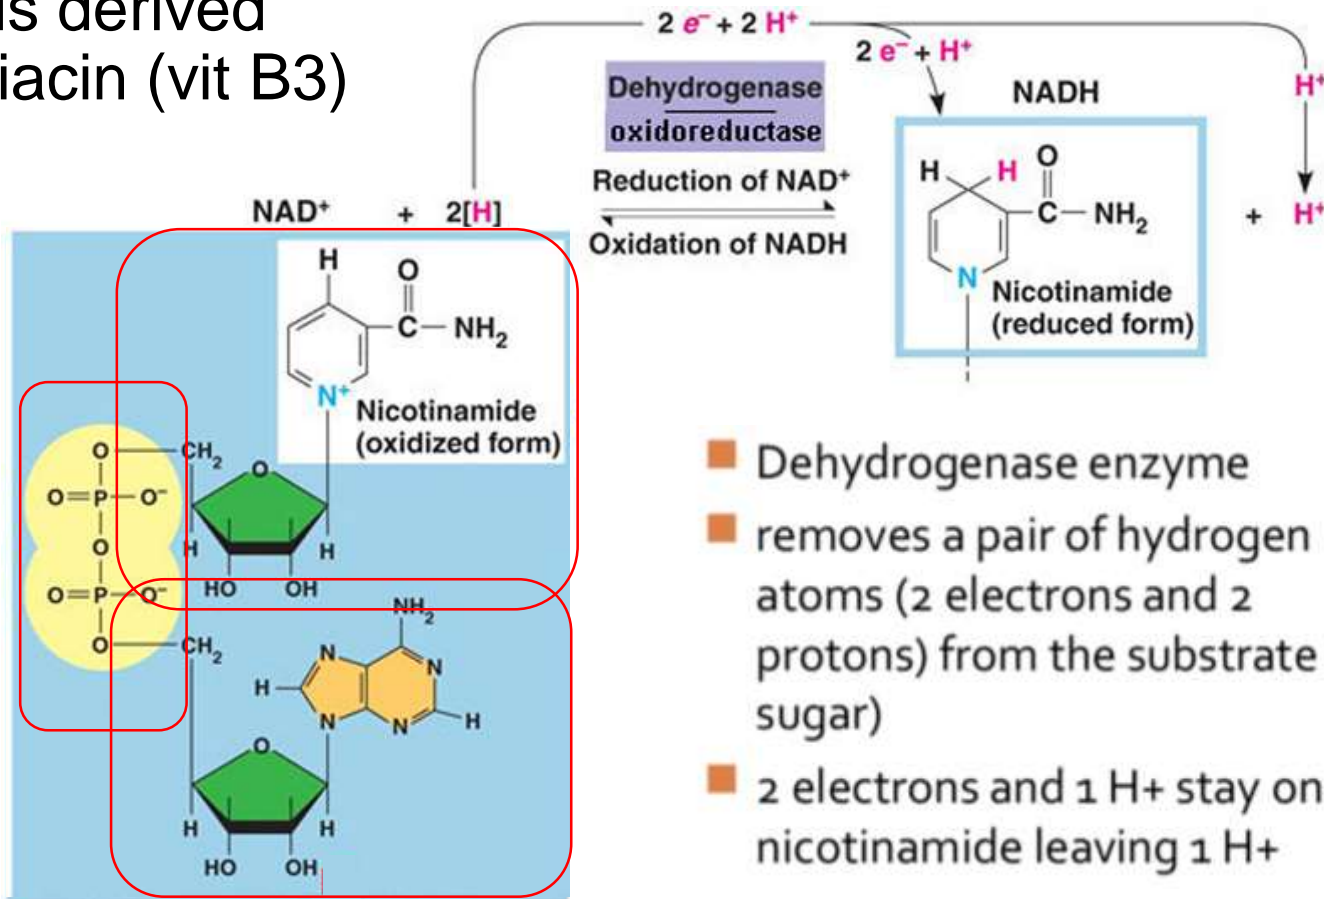 is derived
iacin (vit B3)
2 e⁻ + 2 H⁺
2 e⁻ + H⁺
H⁺
Dehydrogenase
oxidoreductase
NADH
Reduction of NAD⁺
Oxidation of NADH
NAD⁺ + 2[H]
H H O
C NH₂
N
Nicotinamide
(reduced form)
+ H⁺
H O
C NH₂
N⁺
Nicotinamide
(oxidized form)
O CH₂
O
O=P O⁻
O H H
HO OH
O=P O⁻
NH₂
O CH₂
N N
H
N N H
O
H H
HO OH
Dehydrogenase enzyme
removes a pair of hydrogen
atoms (2 electrons and 2
protons) from the substrate
sugar)
2 electrons and 1 H+ stay on
nicotinamide leaving 1 H+